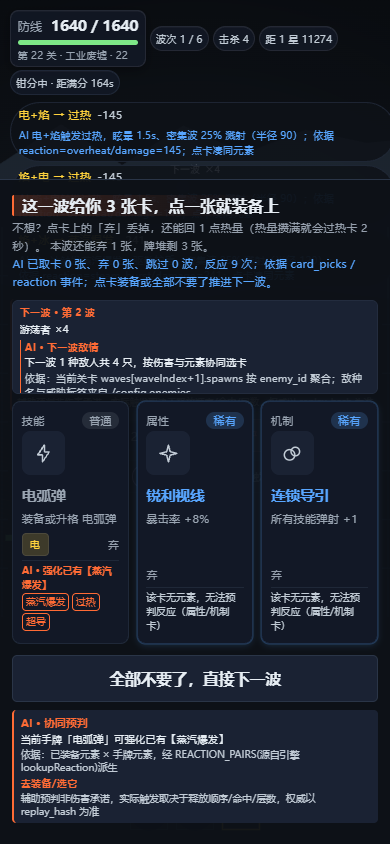 防线 1640 / 1640
第 22 关 · 工业废墟 · 22
波次 1 / 6
击杀 4
距 1 星 11274
钳分中 · 距满分 164s
电+焰 → 过热 -145
AI 电+焰触发过热，眩晕 1.5s、密集波 25% 溅射（半径 90）；依据
reaction=overheat/damage=145；点卡凑同元素
电+焰 → 过热 -145
这一波给你 3 张卡，点一张就装备上
不想？点卡上的「弃」丢掉，还能回 1 点热量（热量攒满就会过热卡 2
秒）。 本波还能弃 1 张，牌堆剩 3 张。
AI 已取卡 0 张、弃 0 张、跳过 0 波，反应 9 次；依据 card_picks /
reaction 事件；点卡装备或全部不要了推进下一波。
下一波 · 第 2 波
游荡者 ×4
AI · 下一波敌情
下一波 1 种敌人共 4 只，按伤害与元素协同选卡
依据：当前关卡 waves[waveIndex+1].spawns 按 enemy_id 聚合；敌种
技能 普通
电弧弹
装备或升格 电弧弹
电 弃
AI · 强化已有【蒸汽
爆发】
蒸汽爆发 过热
超导
属性 稀有
锐利视线
暴击率 +8%
弃
该卡无元素，无法预
判反应（属性/机制
卡）
机制 稀有
连锁导引
所有技能弹射 +1
弃
该卡无元素，无法预
判反应（属性/机制
卡）
全部不要了，直接下一波
AI · 协同预判
当前手牌「电弧弹」可强化已有【蒸汽爆发】
依据：已装备元素 × 手牌元素，经 REACTION_PAIRS(源自引擎
lookupReaction)派生
去装备/选它
辅助预判非伤害承诺，实际触发取决于释放顺序/命中/层数，权威以
replay_hash 为准